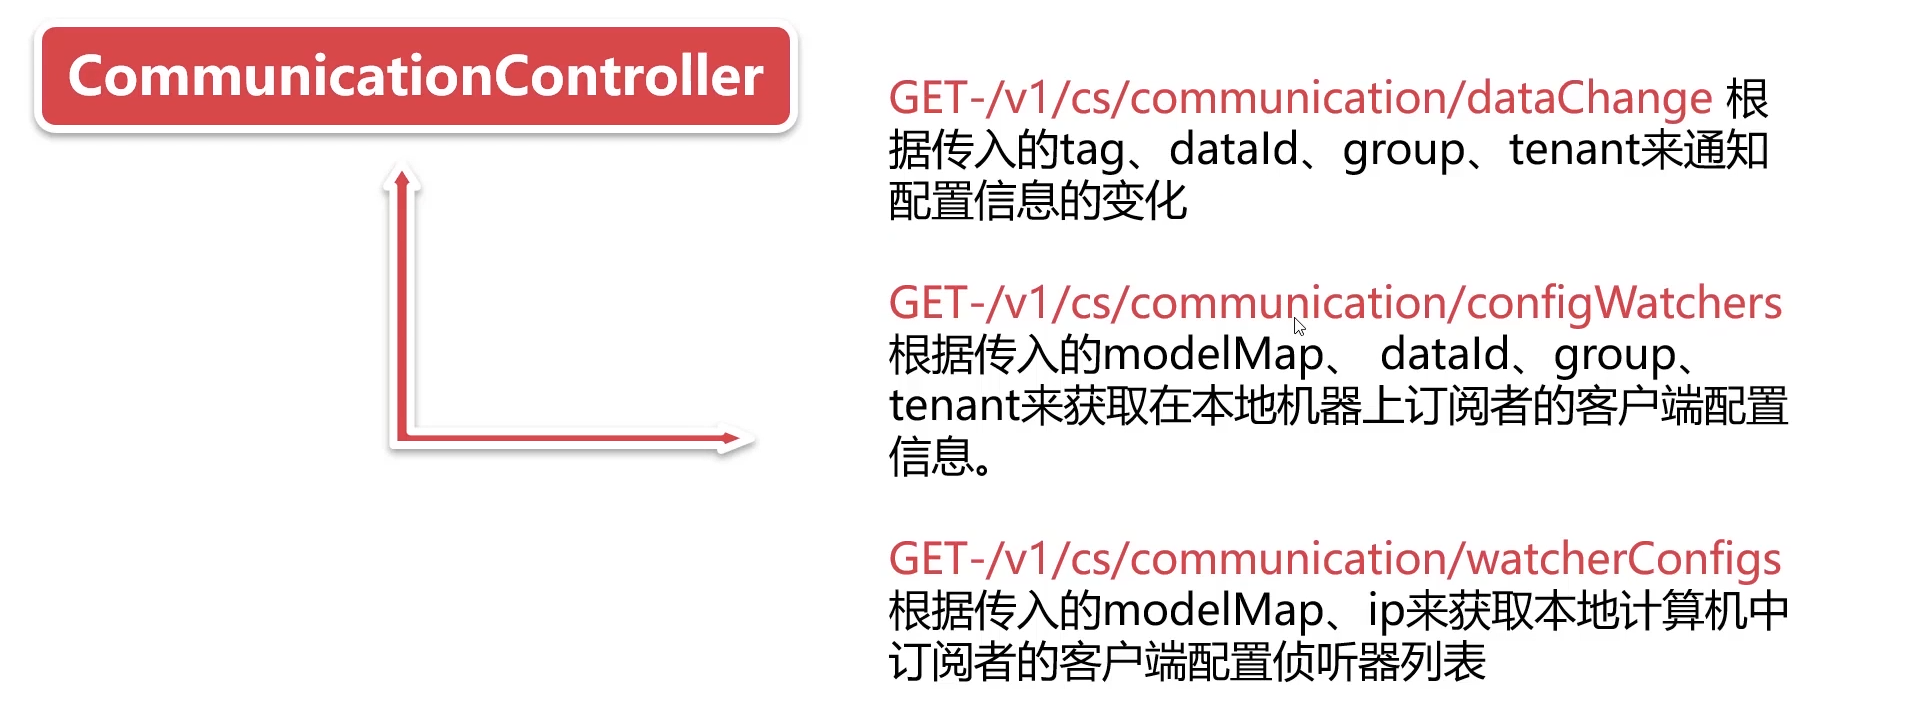 CommunicationController
GET-/v1/cs/communication/dataChange 根
据传入的tag、dataId、group、tenant来通知
配置信息的变化
GET-/v1/cs/communication/configWatchers
根据传入的modelMap、 dataId、group、
tenant来获取在本地机器上订阅者的客户端配置
信息。
GET-/v1/cs/communication/watcherConfigs
根据传入的modelMap、ip来获取本地计算机中
订阅者的客户端配置侦听器列表